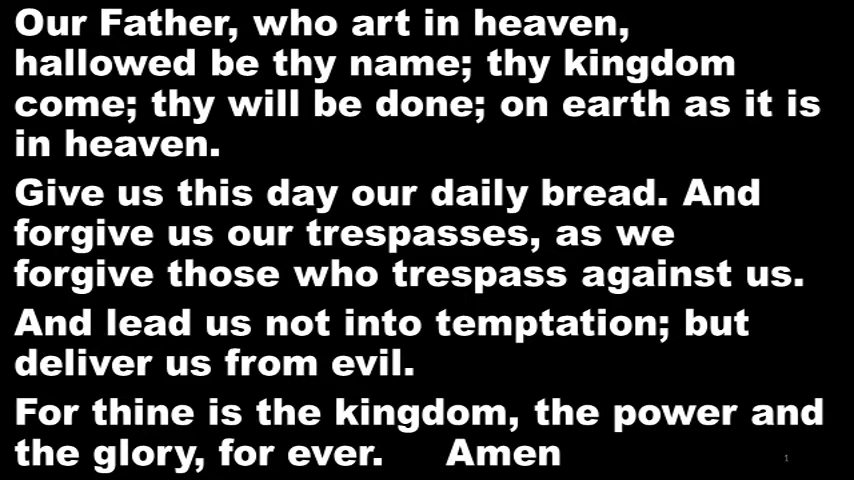 Our Father, who art in heaven,
hallowed be thy name; thy kingdom
come; thy will be done; on earth as it is
in heaven.
Give us this day our daily bread. And
forgive us our trespasses, as we
forgive those who trespass against us.
And lead us not into temptation; but
deliver us from evil.
For thine is the kingdom, the power and
the glory, for ever. Amen
1